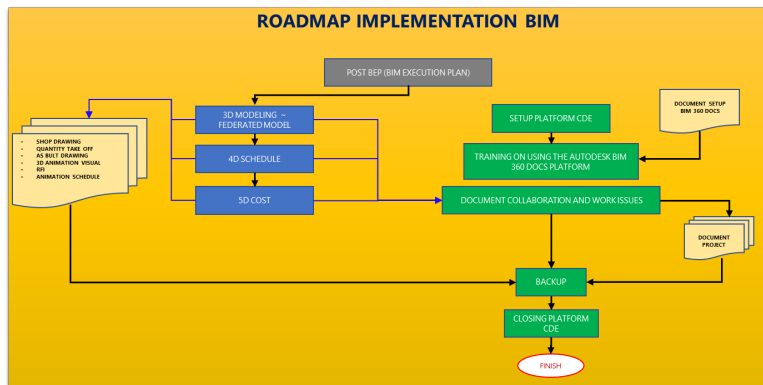 ROADMAP IMPLEMENTATION BIM
POST BEP (BIM EXECUTION PLAN)
3D MODELING –
FEDERATED MODEL
4D SCHEDULE
5D COST
• SHOP DRAWING
• QUANTITY TAKE OFF
• AS BULT DRAWING
• 3D ANIMATION VISUAL
• RFI
• ANIMATION SCHEDULE
SETUP PLATFORM CDE
DOCUMENT SETUP
BIM 360 DOCS
TRAINING ON USING THE AUTODESK BIM
360 DOCS PLATFORM
DOCUMENT COLLABORATION AND WORK ISSUES
DOCUMENT
PROJECT
BACKUP
CLOSING PLATFORM
CDE
FINISH